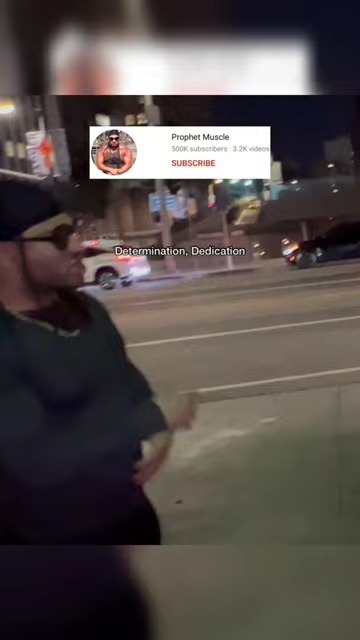 Prophet Muscle
500K subscribers · 3.2K videos
SUBSCRIBE
Determination, Dedication